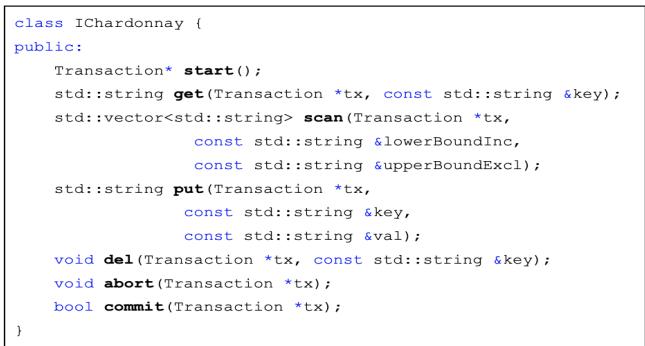 class IChardonnay {
public:
    Transaction* start();
    std::string get(Transaction *tx, const std::string &key);
    std::vector<std::string> scan(Transaction *tx,
                const std::string &lowerBoundInc,
                const std::string &upperBoundExcl);
    std::string put(Transaction *tx,
               const std::string &key,
               const std::string &val);
    void del(Transaction *tx, const std::string &key);
    void abort(Transaction *tx);
    bool commit(Transaction *tx);
}